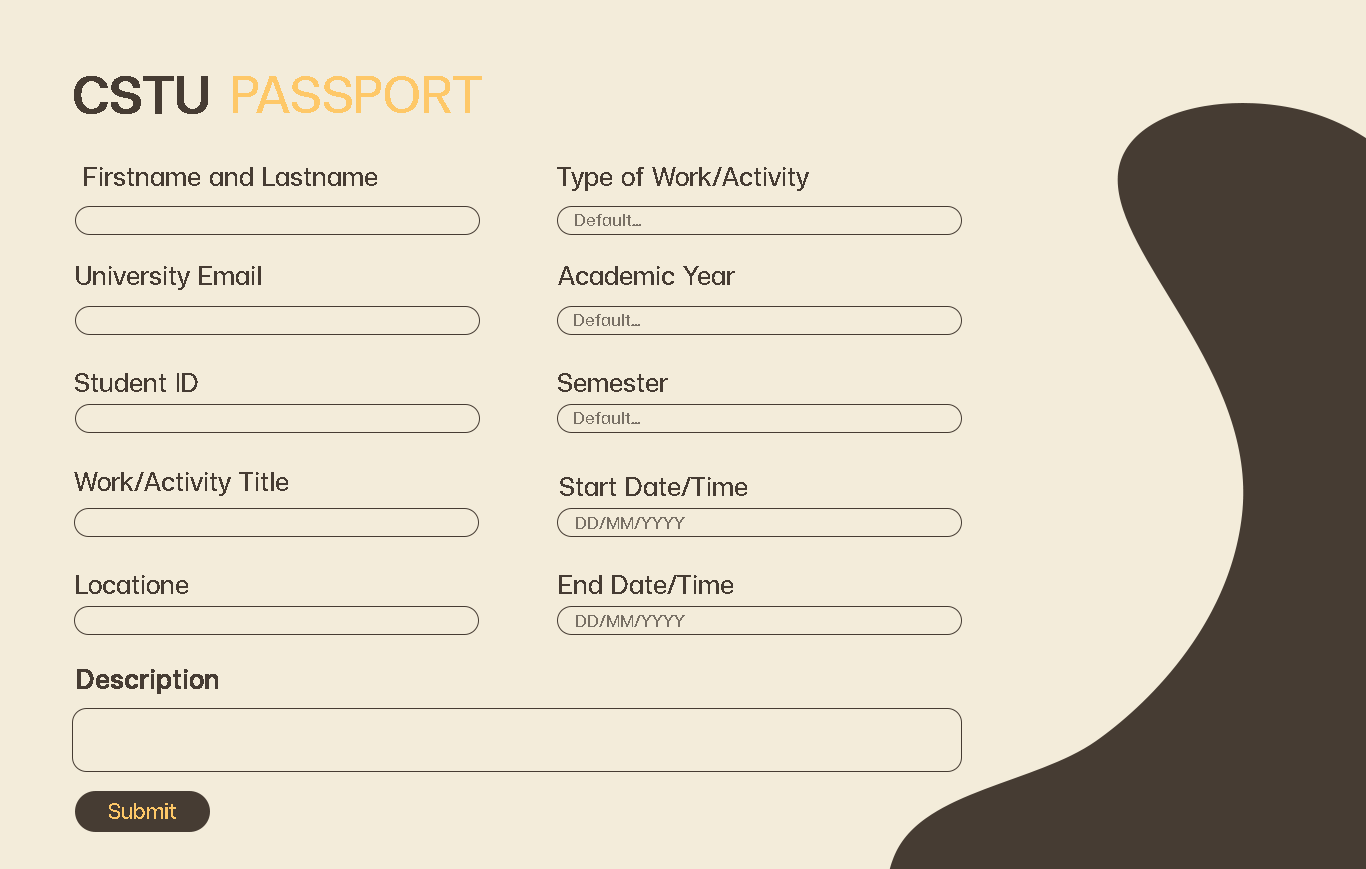 CSTU PASSPORT
Firstname and Lastname
Type of Work/Activity
Default...
University Email
Academic Year
Default...
Student ID
Semester
Default...
Work/Activity Title
Start Date/Time
DD/MM/YYYY
Locatione
End Date/Time
DD/MM/YYYY
Description
Submit